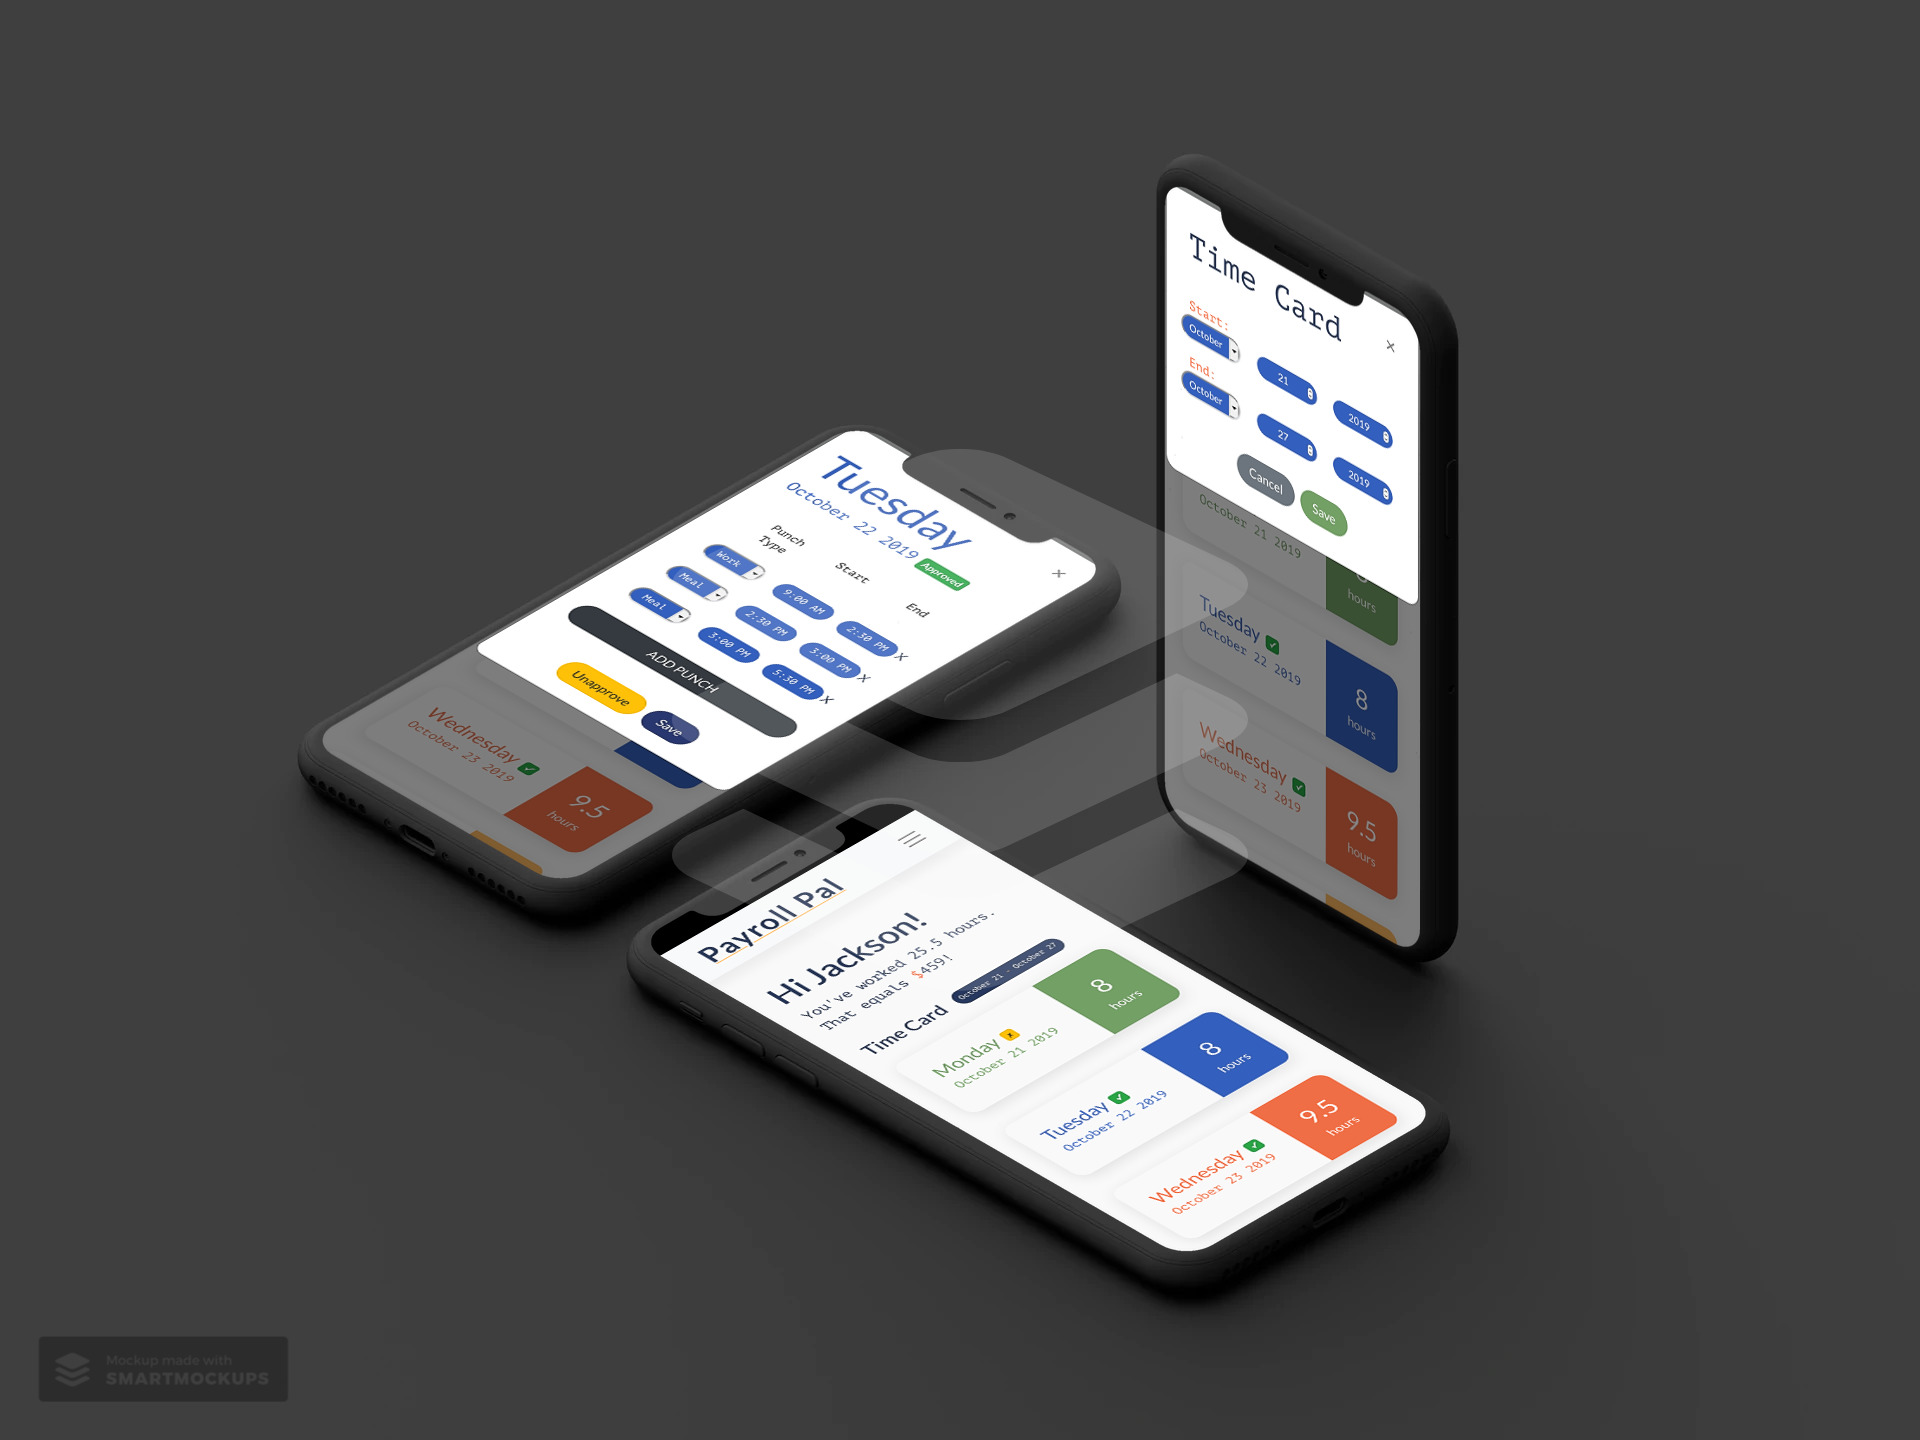 Tuesday
October 22 2019 Approved
Punch
Type
Start
End
Work
9:00 AM
2:30 PM
X
Meal
2:30 PM
3:00 PM
X
Meal
3:00 PM
5:30 PM
X
ADD PUNCH
Unapprove
Save
Wednesday
October 23 2019
9.5
hours
Time Card
Start:
October
21
2019
End:
October
27
2019
Cancel
Save
October 21 2019
hours
Tuesday
October 22 2019
8
hours
Wednesday
October 23 2019
9.5
hours
Payroll Pal
Hi Jackson!
You've worked 25.5 hours.
That equals $459!
Time Card
October 21 - October 27
Monday
October 21 2019
8
hours
Tuesday
October 22 2019
8
hours
Wednesday
October 23 2019
9.5
hours
Mockup made with
SMARTMOCKUPS